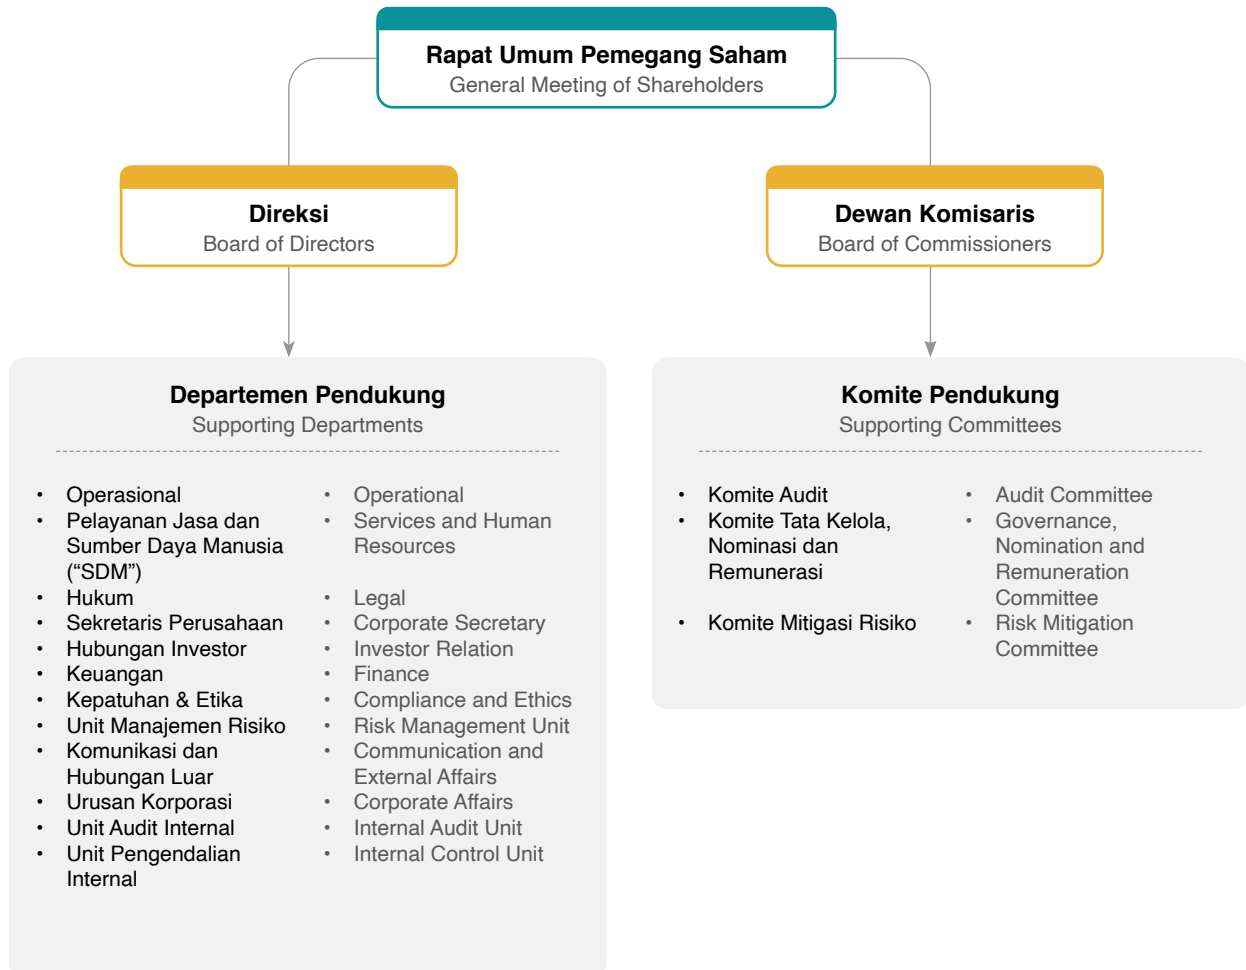 Rapat Umum Pemegang Saham
General Meeting of Shareholders
Direksi
Board of Directors
Dewan Komisaris
Board of Commissioners
Departemen Pendukung
Supporting Departments
• Operasional
• Pelayanan Jasa dan
Sumber Daya Manusia
(“SDM”)
• Hukum
• Sekretaris Perusahaan
• Hubungan Investor
• Keuangan
• Kepatuhan & Etika
• Unit Manajemen Risiko
• Komunikasi dan
Hubungan Luar
• Urusan Korporasi
• Unit Audit Internal
• Unit Pengendalian
Internal
• Operational
• Services and Human
Resources
• Legal
• Corporate Secretary
• Investor Relation
• Finance
• Compliance and Ethics
• Risk Management Unit
• Communication and
External Affairs
• Corporate Affairs
• Internal Audit Unit
• Internal Control Unit
Komite Pendukung
Supporting Committees
• Komite Audit
• Komite Tata Kelola,
Nominasi dan
Remunerasi
• Komite Mitigasi Risiko
• Audit Committee
• Governance,
Nomination and
Remuneration
Committee
• Risk Mitigation
Committee